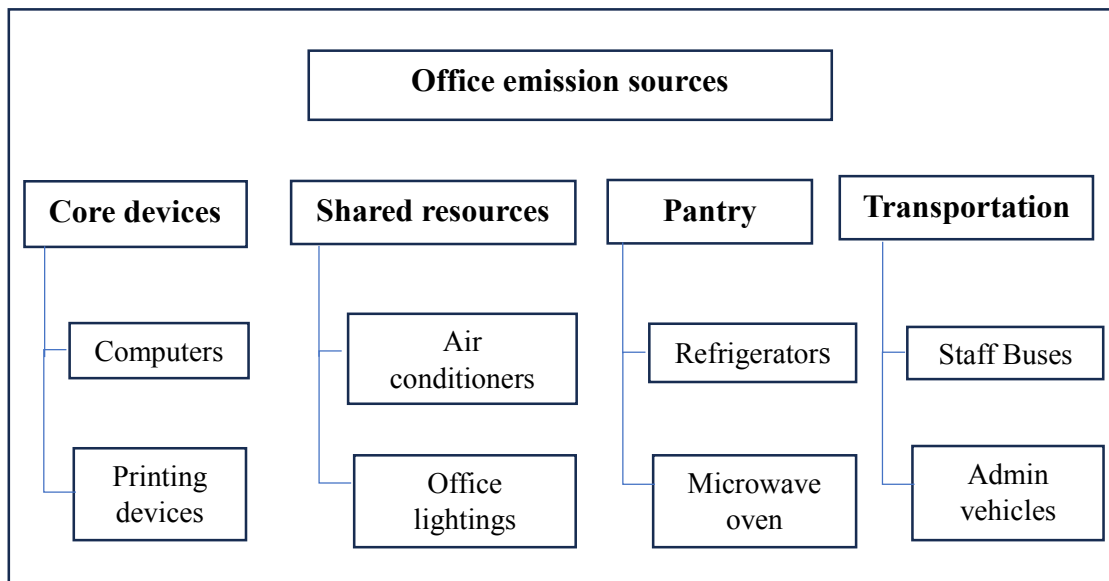 Office emission sources
Core devices
Shared resources
Pantry
Transportation
Computers
Air
conditioners
Refrigerators
Staff Buses
Printing
devices
Office
lightings
Microwave
oven
Admin
vehicles